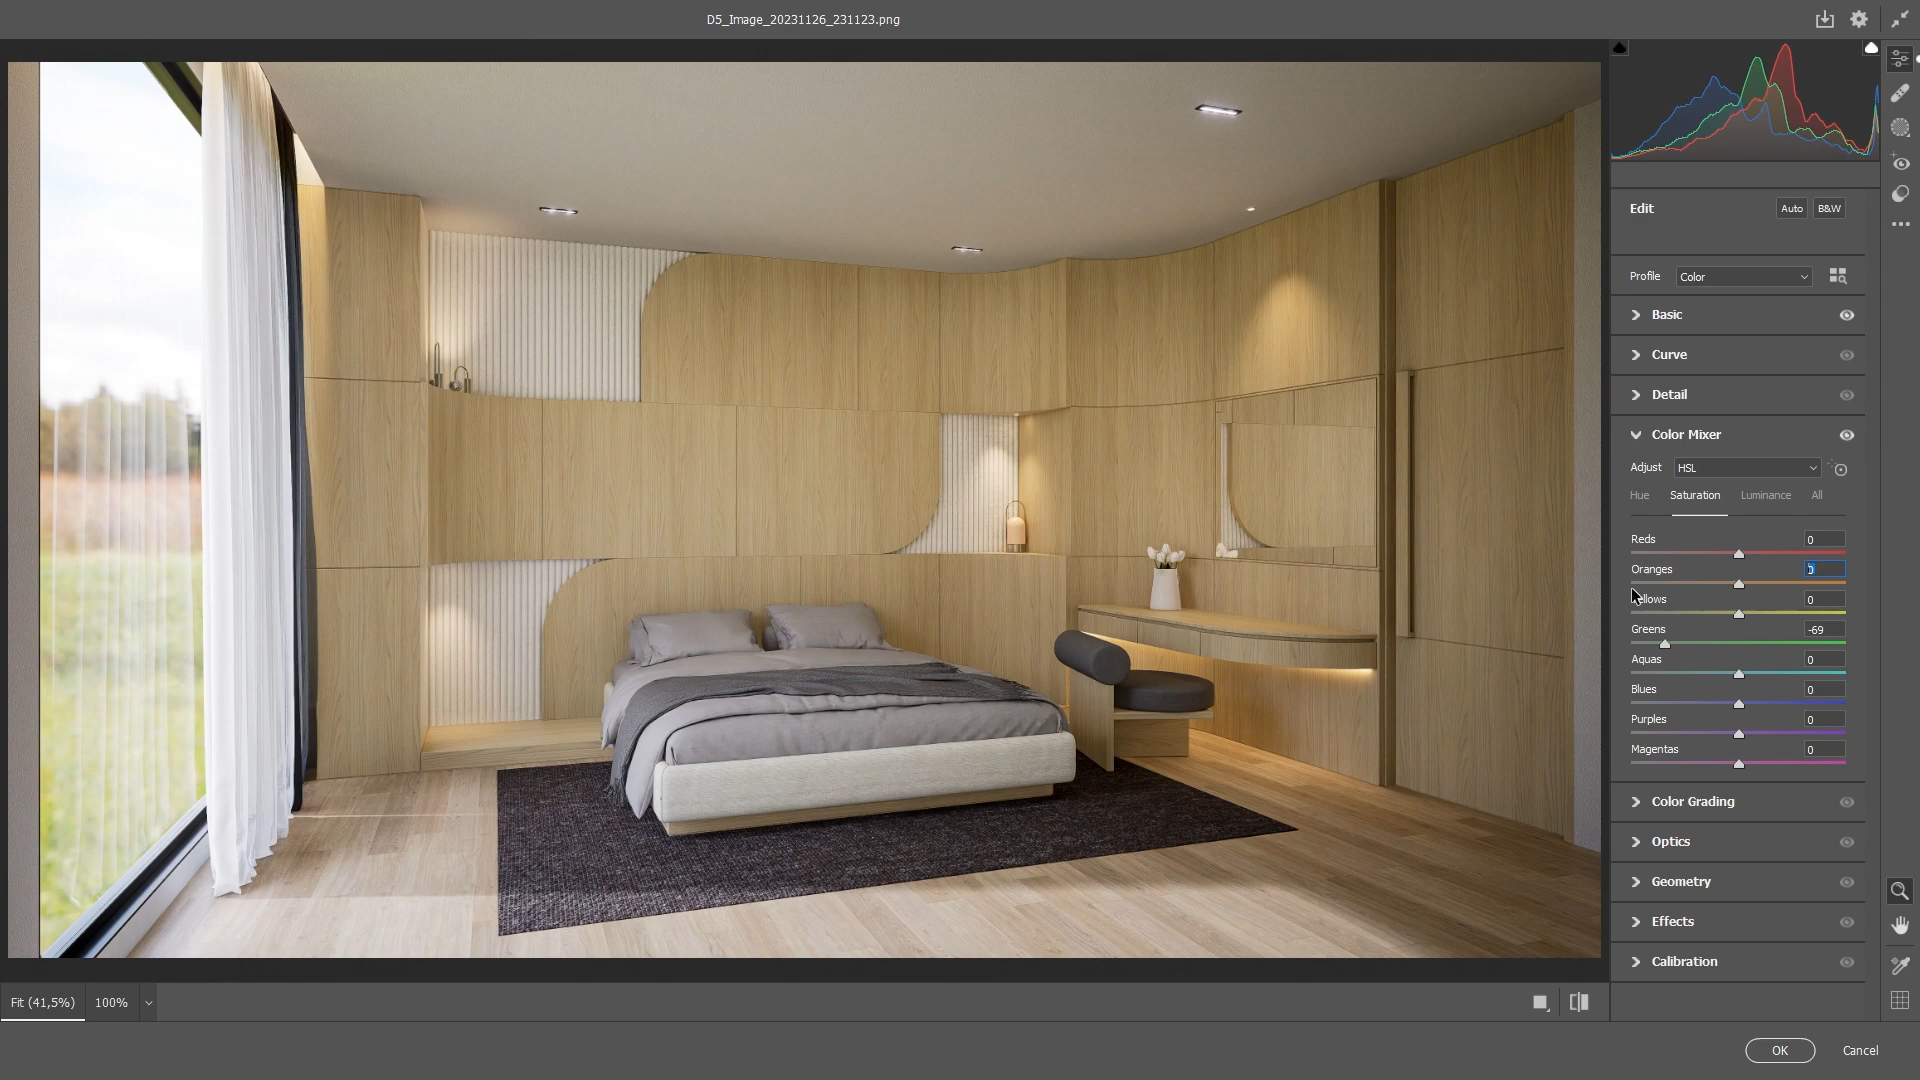 D5_Image_20231126_231123.png
Edit
Auto
B&W
Profile
Color
Basic
Curve
Detail
Color Mixer
Adjust
HSL
Hue
Saturation
Luminance
All
Reds
0
Oranges
0
llows
0
Greens
-69
Aquas
0
Blues
0
Purples
0
Magentas
0
Color Grading
Optics
Geometry
Effects
Calibration
Fit (41,5%)
100%
OK
Cancel